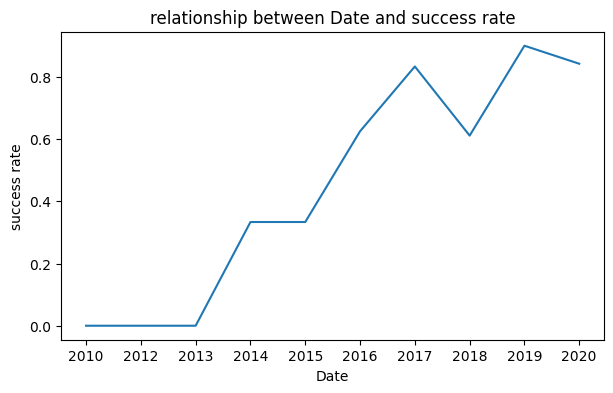 relationship between Date and success rate
success rate
0.8
0.6
0.4
0.2
0.0
2010 2012 2013 2014 2015 2016 2017 2018 2019 2020
Date